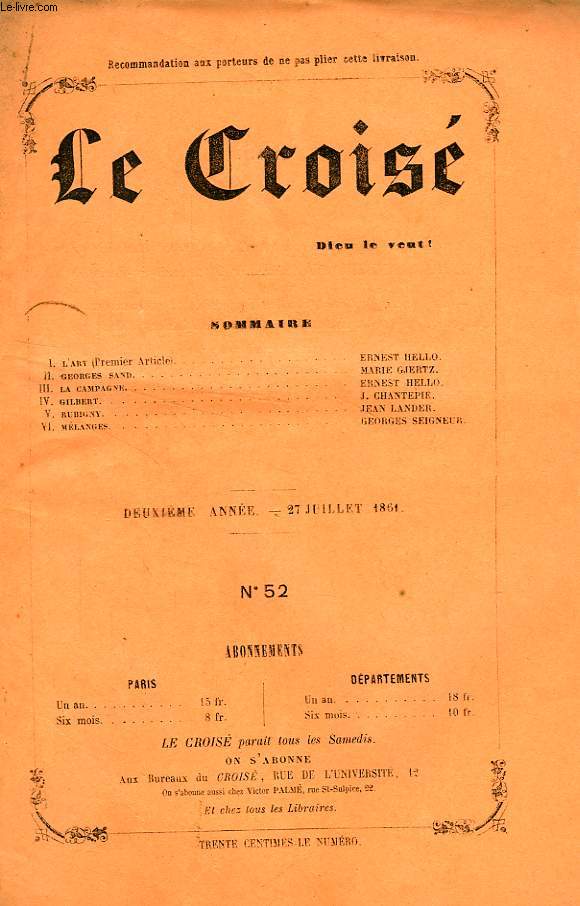 Le-livre.com
Recommandation aux porteurs de ne pas plier cette livraison.
Le Croisé
Dieu le veut!
SOMMAIRE
I. L'ART (Premier Article). ERNEST HELLO.
II. GEORGES SAND. MARIE GJERTZ.
III. LA CAMPAGNE. ERNEST HELLO.
IV. GILBERT. J. CHANTEPIE.
V. RUBIGNY. JEAN LANDER.
VI. MÉLANGES. GEORGES SEIGNEUR.
DEUXIÈME ANNÉE. — 27 JUILLET 1861.
N° 52
ABONNEMENTS
PARIS
Un an. 15 fr.
Six mois. 8 fr.
DÉPARTEMENTS
Un an. 18 fr.
Six mois. 10 fr.
LE CROISÉ paraît tous les Samedis.
ON S'ABONNE
Aux Bureaux du CROISÉ, RUE DE L'UNIVERSITE, 12
On s'abonne aussi chez Victor PALMÉ, rue St-Sulpice, 22.
Et chez tous les Libraires.
TRENTE CENTIMES LE NUMÉRO.